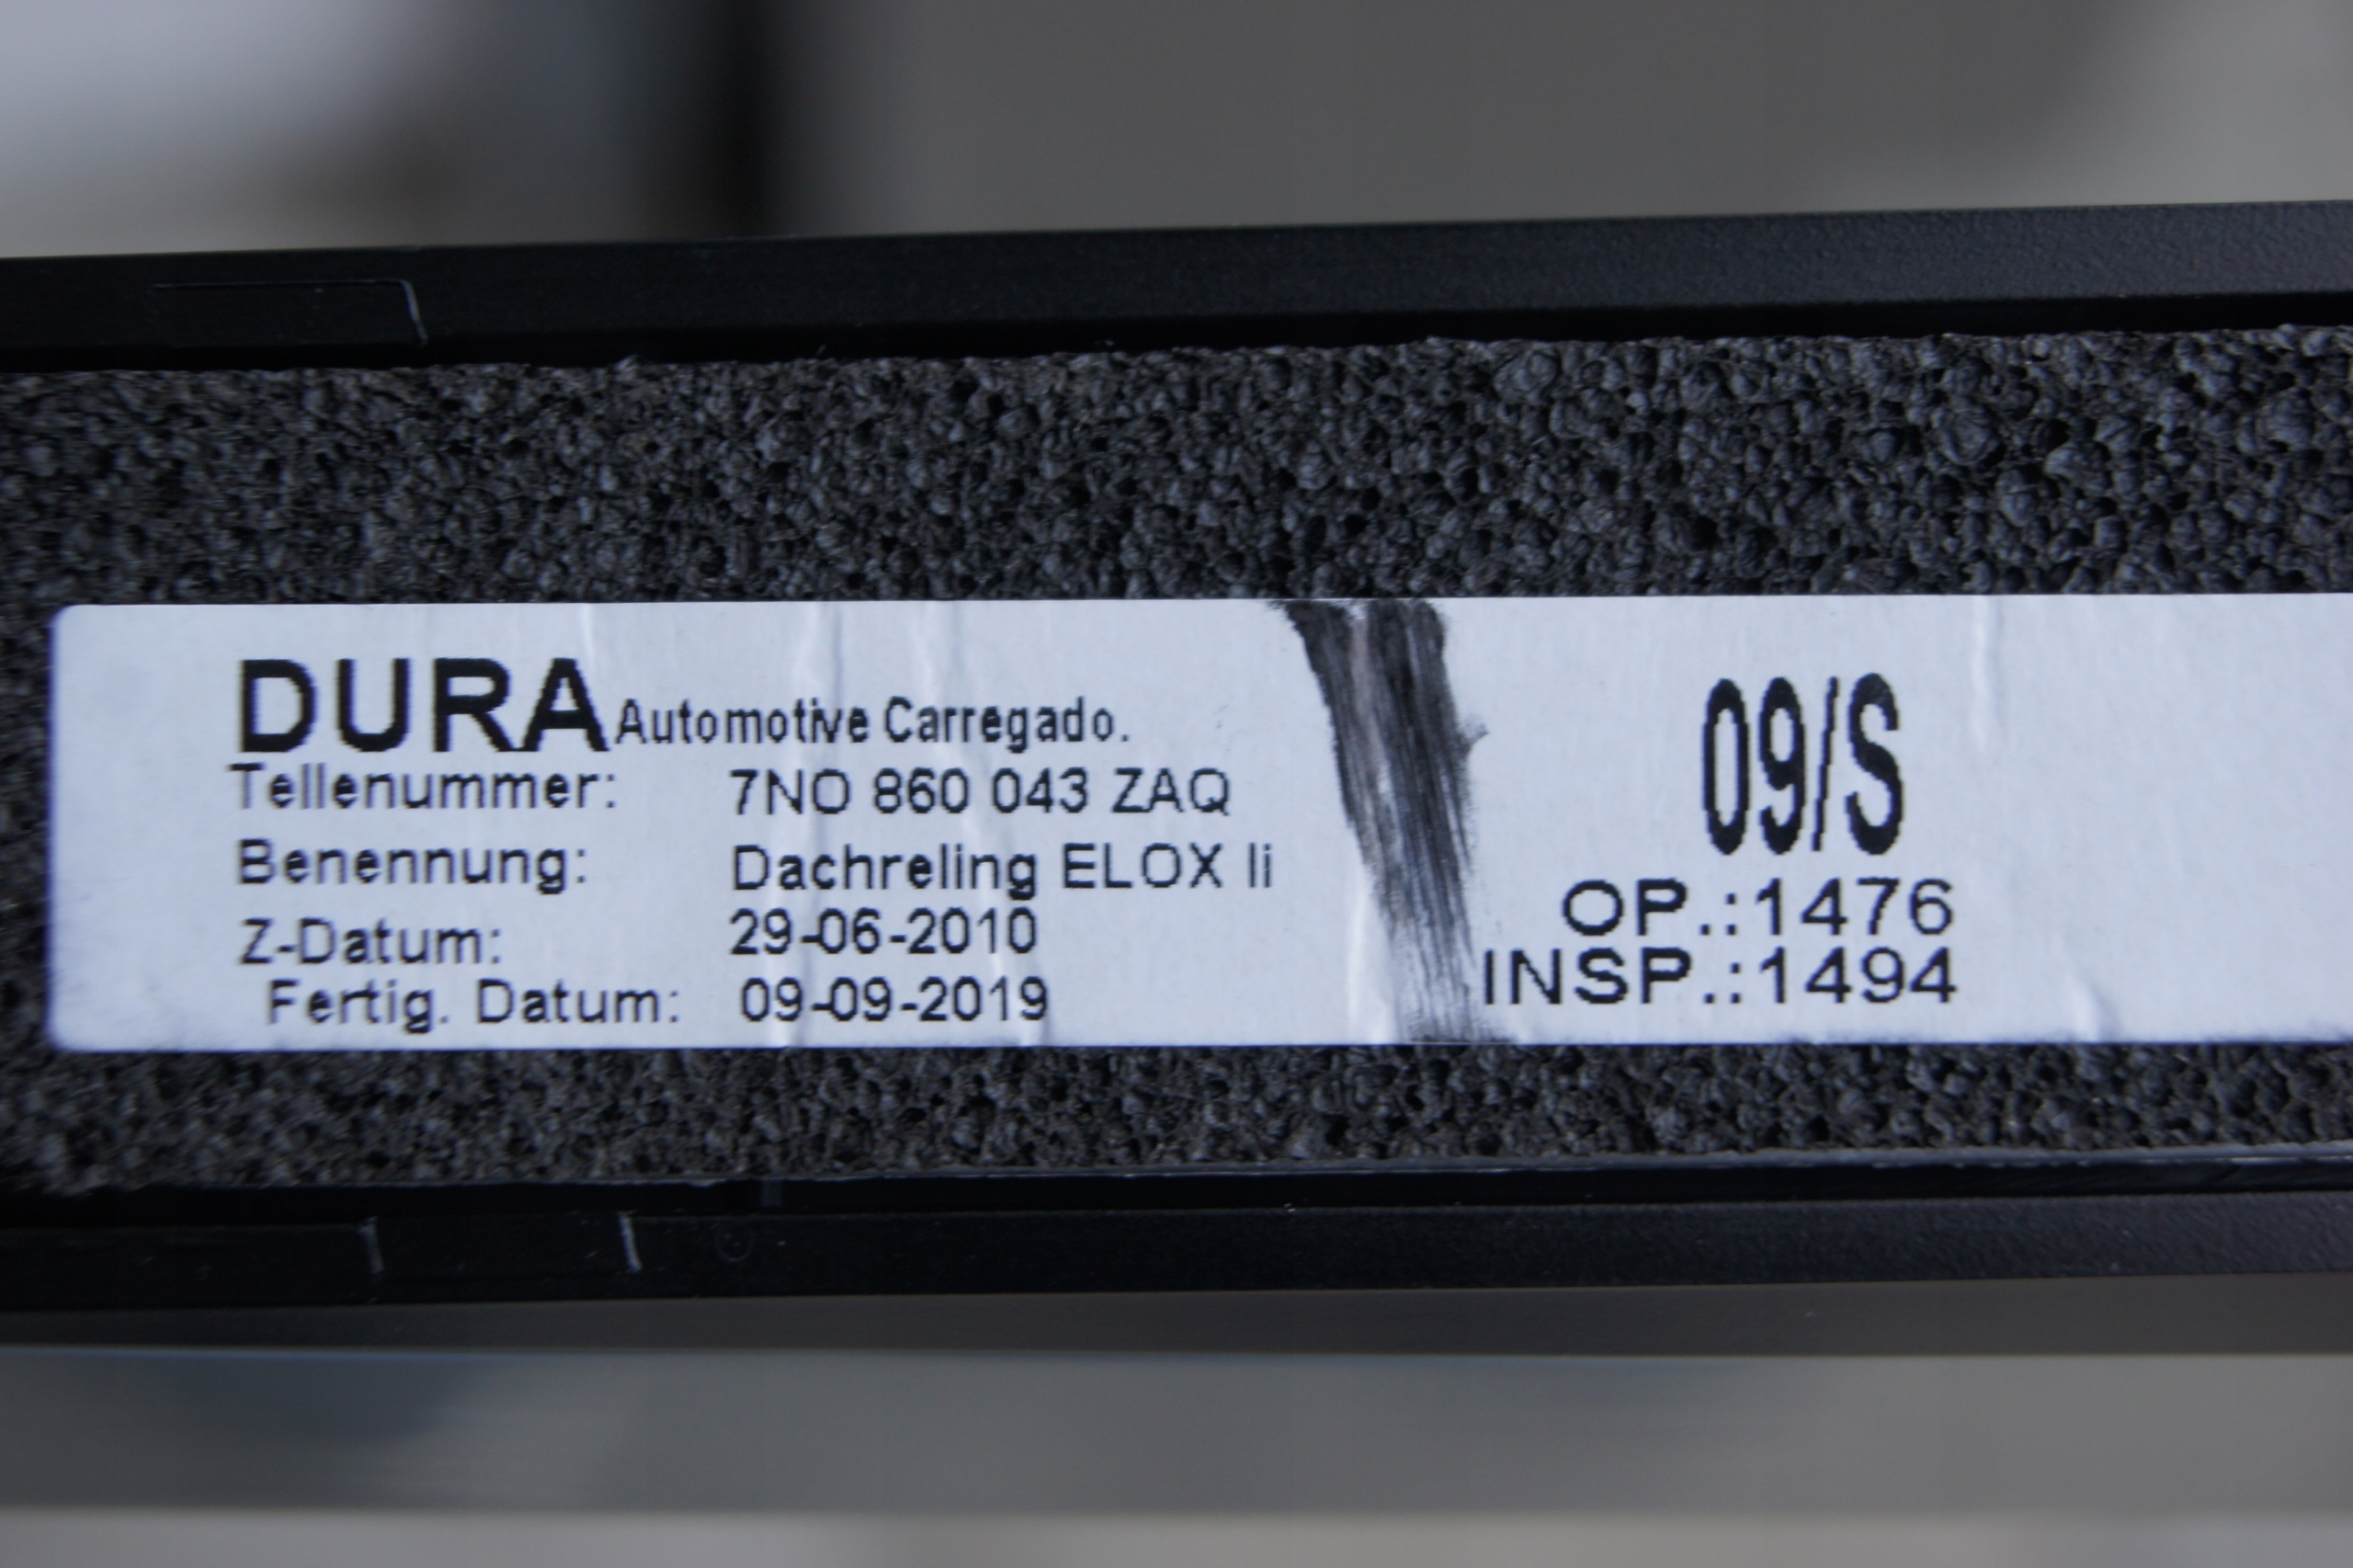 DURA Automotive Carregado.
Tellenummer: 7NO 860 043 ZAQ
Benennung: Dachreling ELOX li
Z-Datum: 29-06-2010
Fertig. Datum: 09-09-2019
09/S
OP.:1476
INSP.:1494